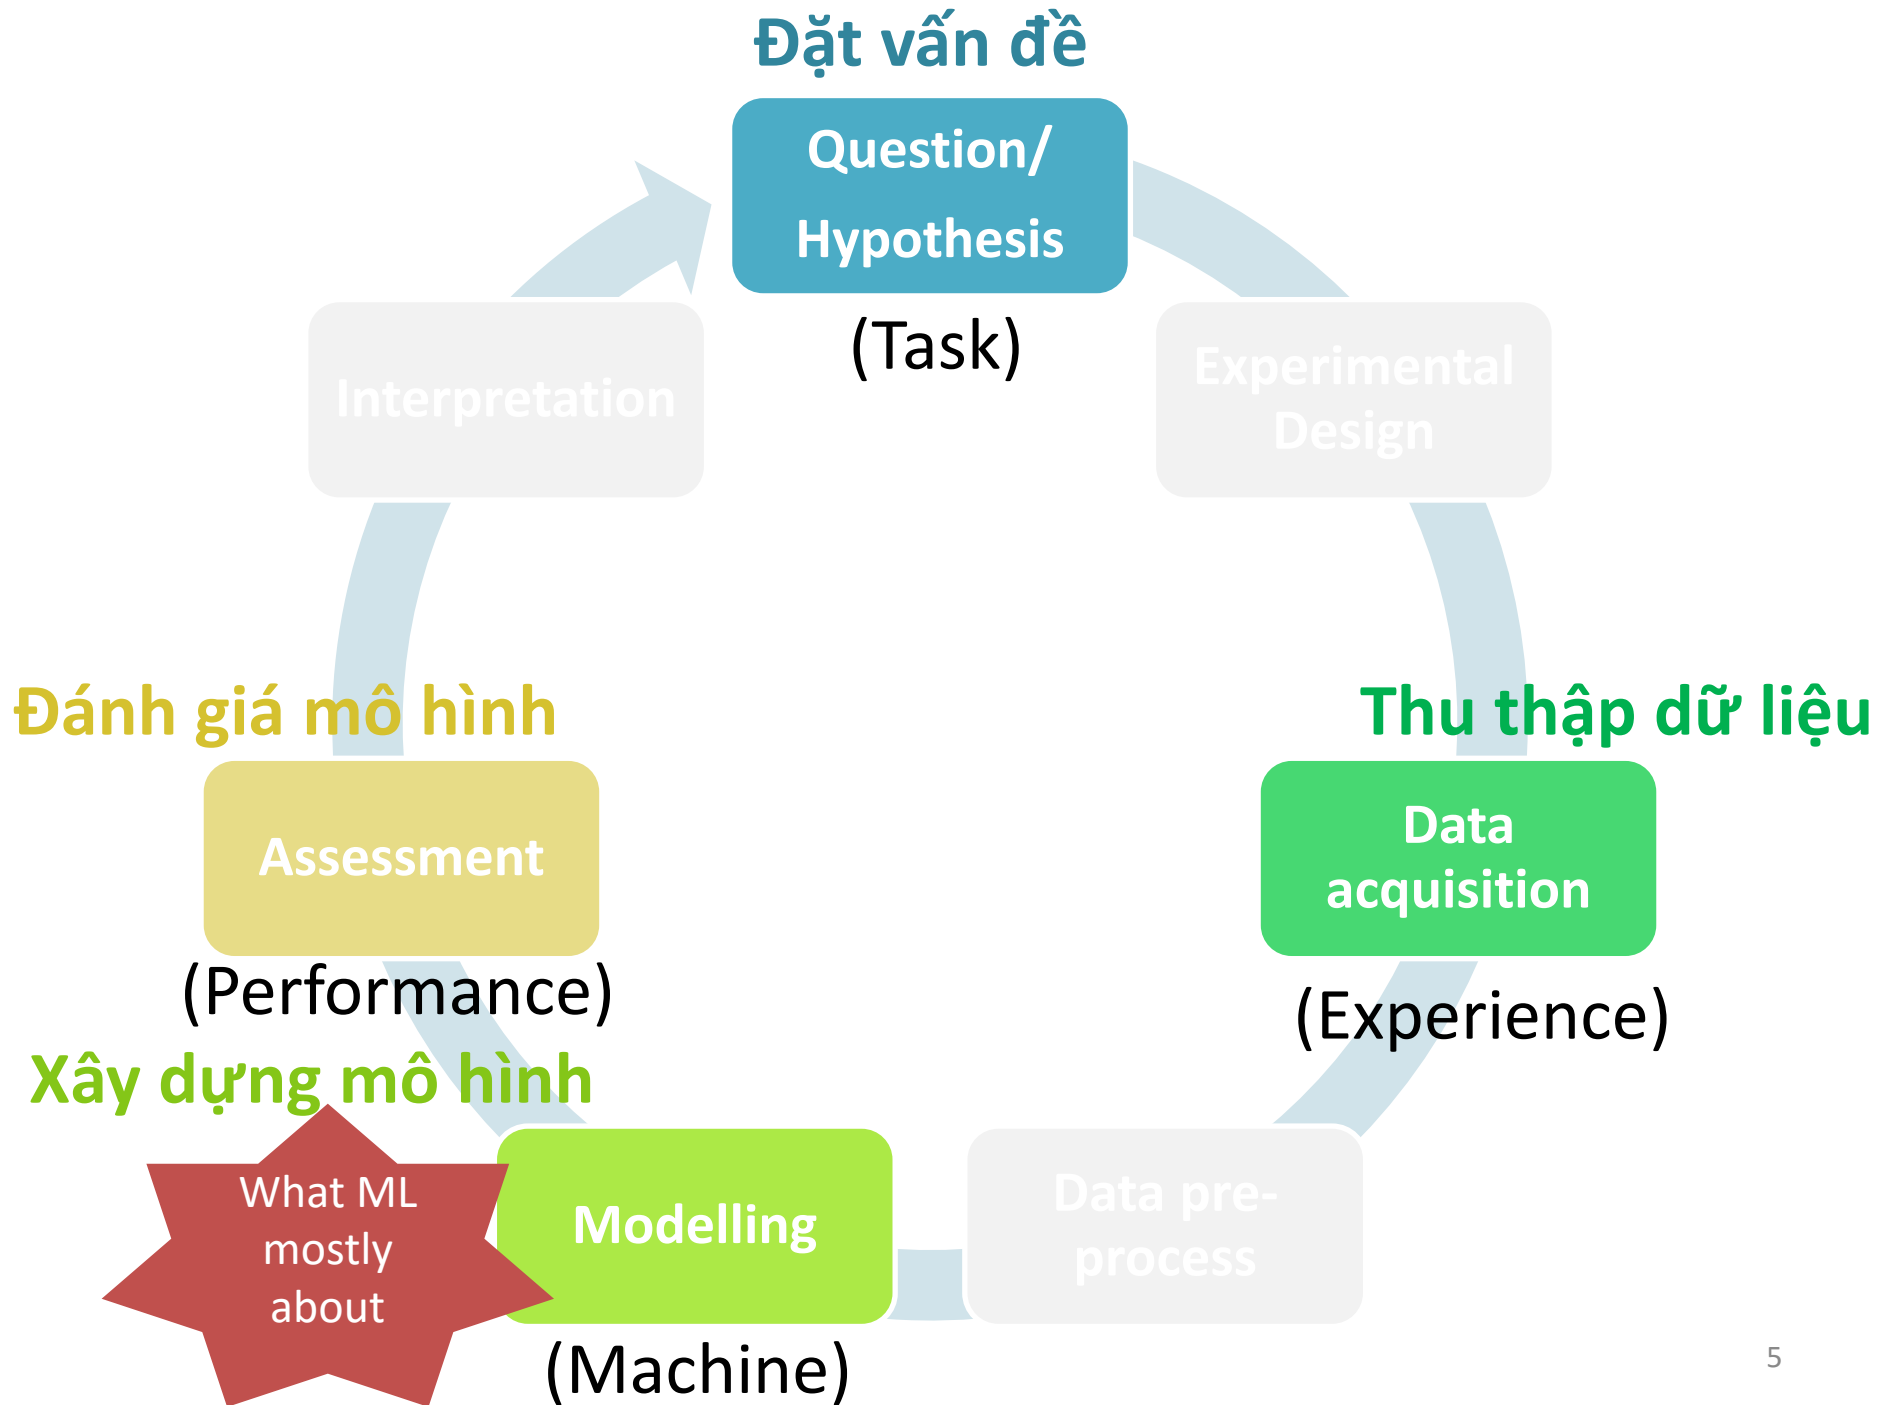 Đặt vấn đề
Question/
Hypothesis
(Task)
Interpretation
Experimental
Design
Đánh giá mô hình
Thu thập dữ liệu
Assessment
Data
acquisition
(Performance)
(Experience)
Xây dựng mô hình
What ML
mostly
about
Modelling
Data pre-
process
(Machine)
5